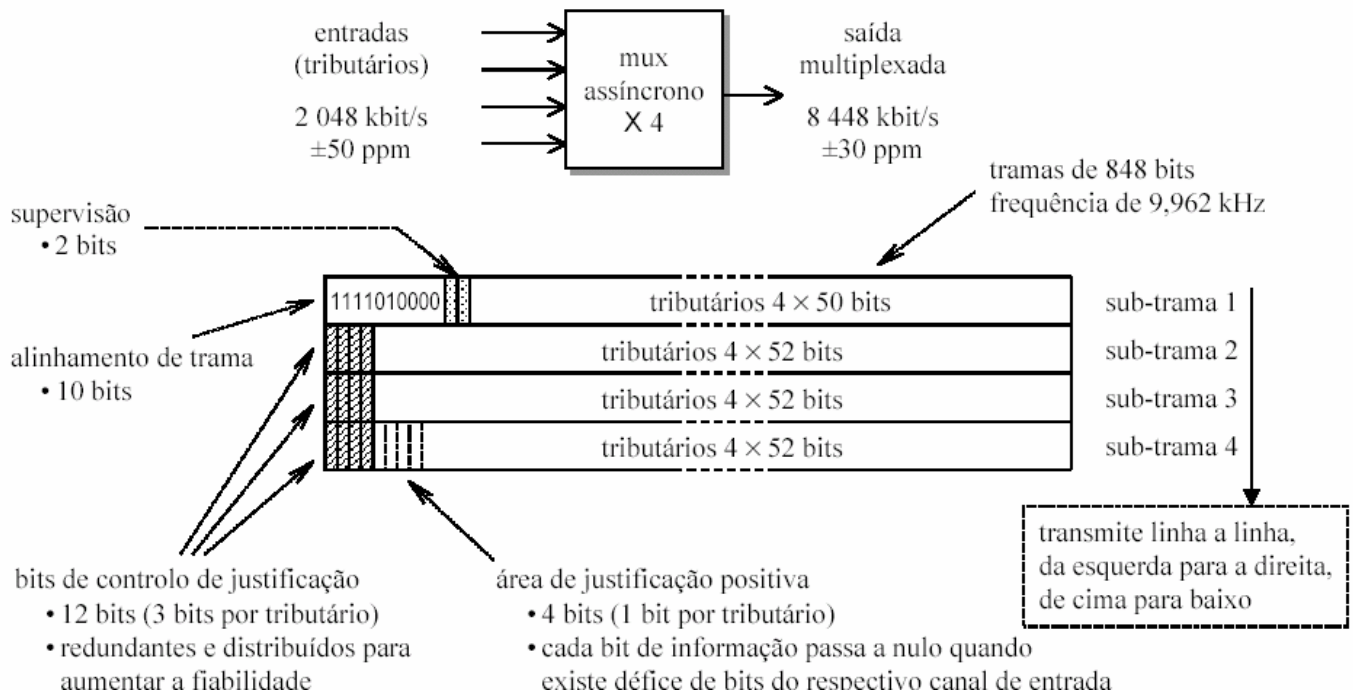 entradas
(tributários)
2 048 kbit/s
±50 ppm
mux
assíncrono
X 4
saída
multiplexada
8 448 kbit/s
±30 ppm
tramas de 848 bits
frequência de 9,962 kHz
supervisão
• 2 bits
alinhamento de trama
• 10 bits
1111010000
tributários 4 × 50 bits
sub-trama 1
tributários 4 × 52 bits
sub-trama 2
tributários 4 × 52 bits
sub-trama 3
tributários 4 × 52 bits
sub-trama 4
transmite linha a linha,
da esquerda para a direita,
de cima para baixo
bits de controlo de justificação
• 12 bits (3 bits por tributário)
• redundantes e distribuídos para
aumentar a fiabilidade
área de justificação positiva
• 4 bits (1 bit por tributário)
• cada bit de informação passa a nulo quando
existe défice de bits do respectivo canal de entrada